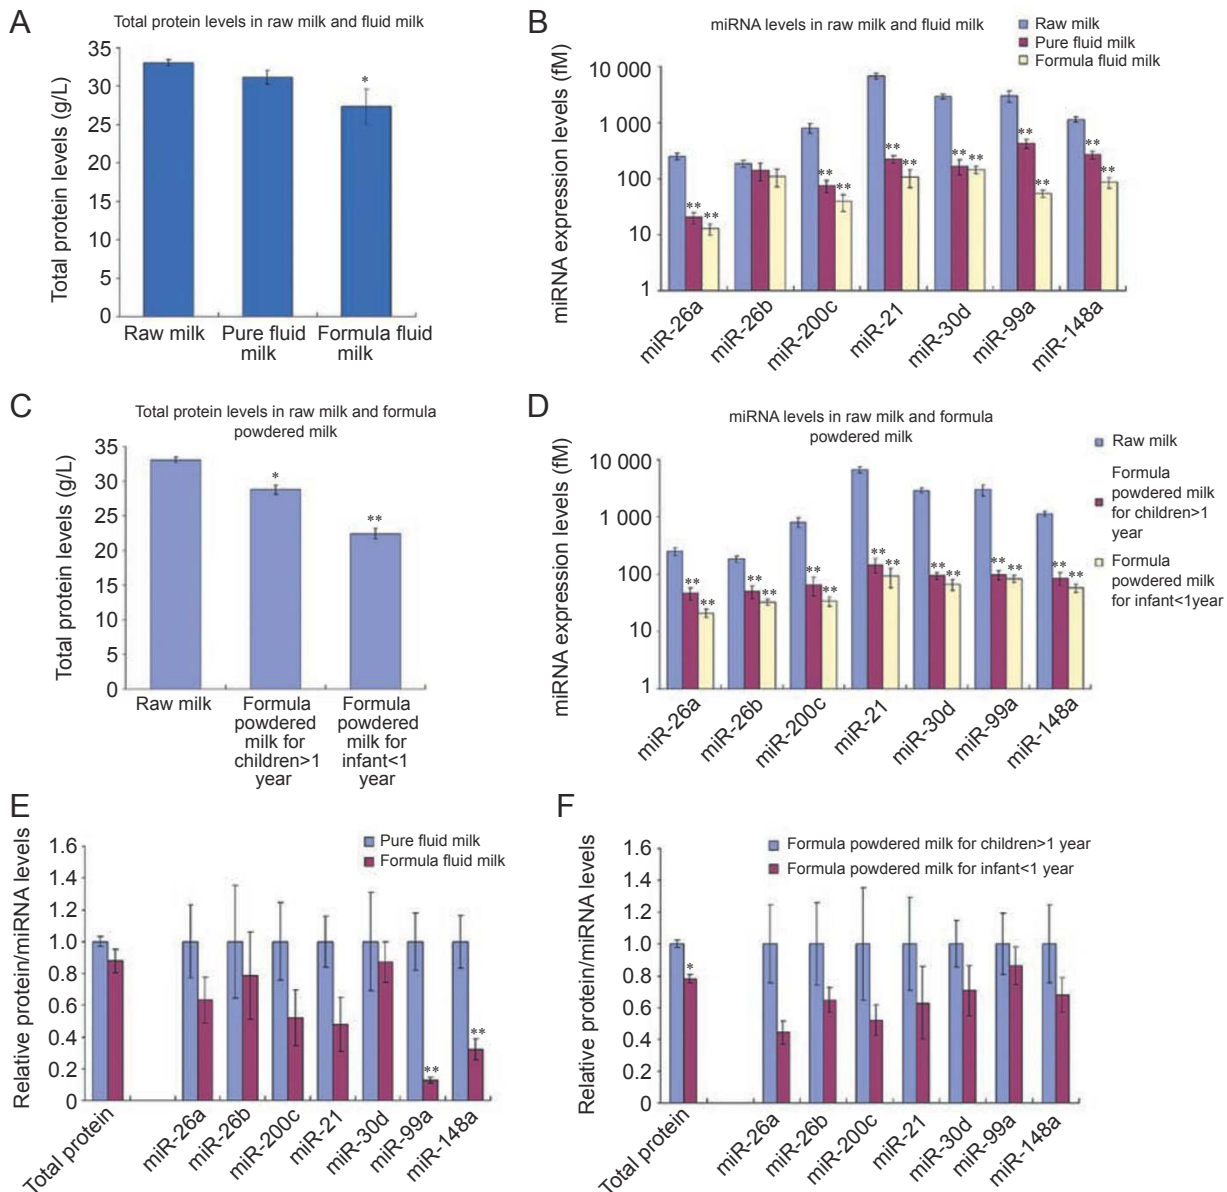 A
Total protein levels in raw milk and fluid milk
Total protein levels (g/L)
35
30
25
20
15
10
5
0
*
Raw milk
Pure fluid
milk
Formula fluid
milk
B
miRNA levels in raw milk and fluid milk
Raw milk
Pure fluid milk
Formula fluid milk
miRNA expression levels (fM)
10 000
1 000
100
10
1
** **
** **
** **
** **
** **
** **
miR-26a
miR-26b
miR-200c
miR-21
miR-30d
miR-99a
miR-148a
C
Total protein levels in raw milk and formula
powdered milk
Total protein levels (g/L)
35
30
25
20
15
10
5
0
*
**
Raw milk
Formula
powdered
milk for
children>1
year
Formula
powdered
milk for
infant<1
year
D
miRNA levels in raw milk and formula
powdered milk
Raw milk
Formula
powdered milk
for children>1
year
Formula
powdered milk
for infant<1year
miRNA expression levels (fM)
10 000
1 000
100
10
1
** **
** **
** **
** **
** **
** **
** **
miR-26a
miR-26b
miR-200c
miR-21
miR-30d
miR-99a
miR-148a
E
Pure fluid milk
Formula fluid milk
Relative protein/miRNA levels
1.6
1.4
1.2
1.0
0.8
0.6
0.4
0.2
0
**
**
Total protein
miR-26a
miR-26b
miR-200c
miR-21
miR-30d
miR-99a
miR-148a
F
Formula powdered milk for children>1 year
Formula powdered milk for infant<1 year
Relative protein/miRNA levels
1.6
1.4
1.2
1.0
0.8
0.6
0.4
0.2
0
*
Total protein
miR-26a
miR-26b
miR-200c
miR-21
miR-30d
miR-99a
miR-148a